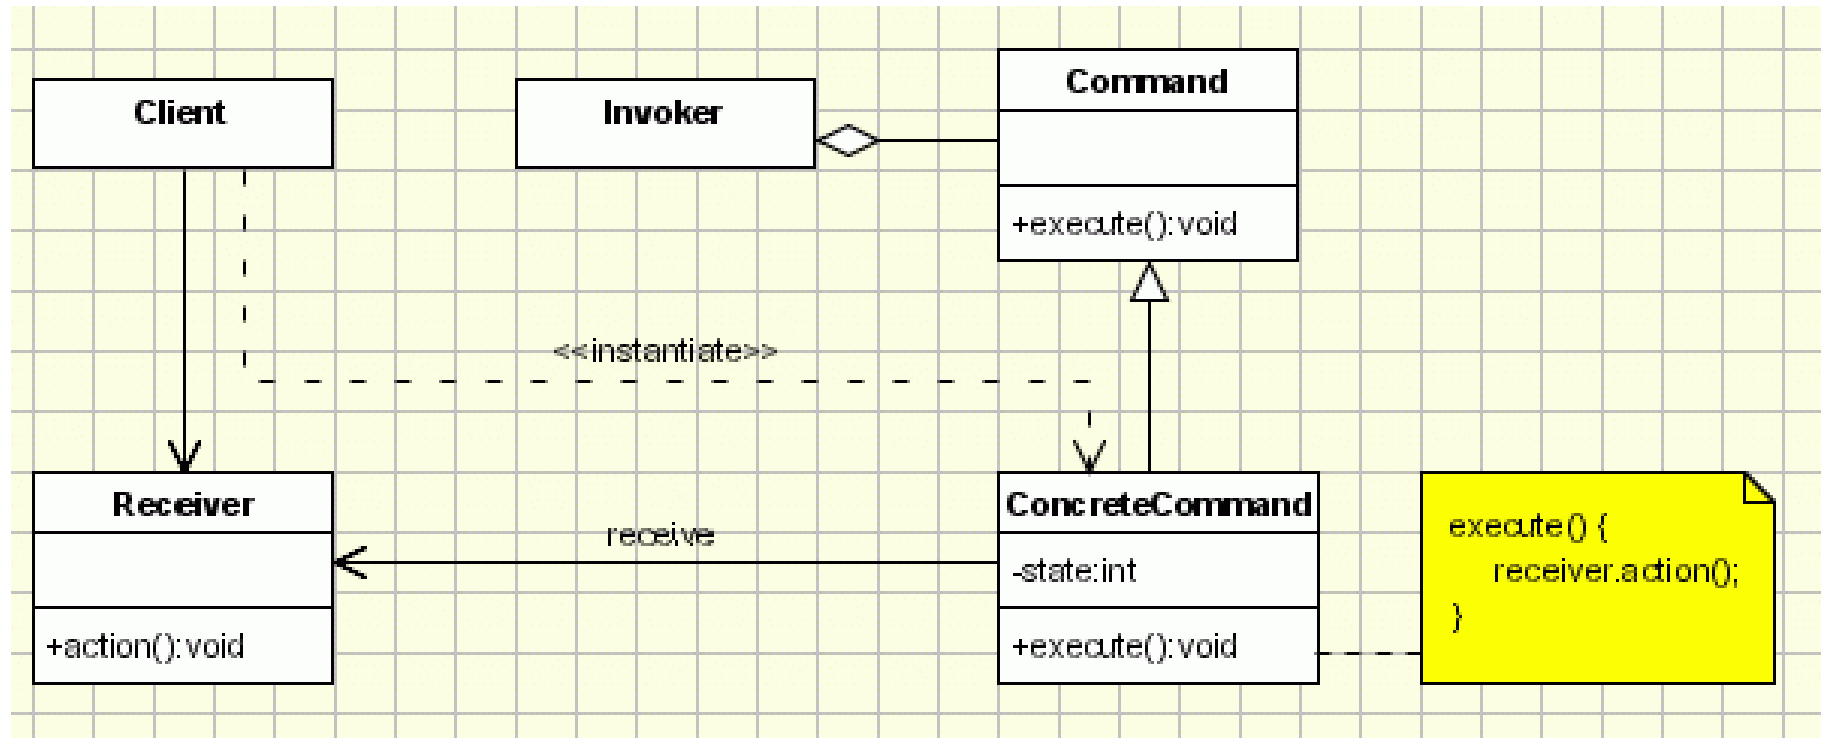 Client
Invoker
Command
+execute():void
<<instantiate>>
Receiver
+action():void
receive
ConcreteCommand
-state:int
+execute():void
execute() {
receiver.action();
}